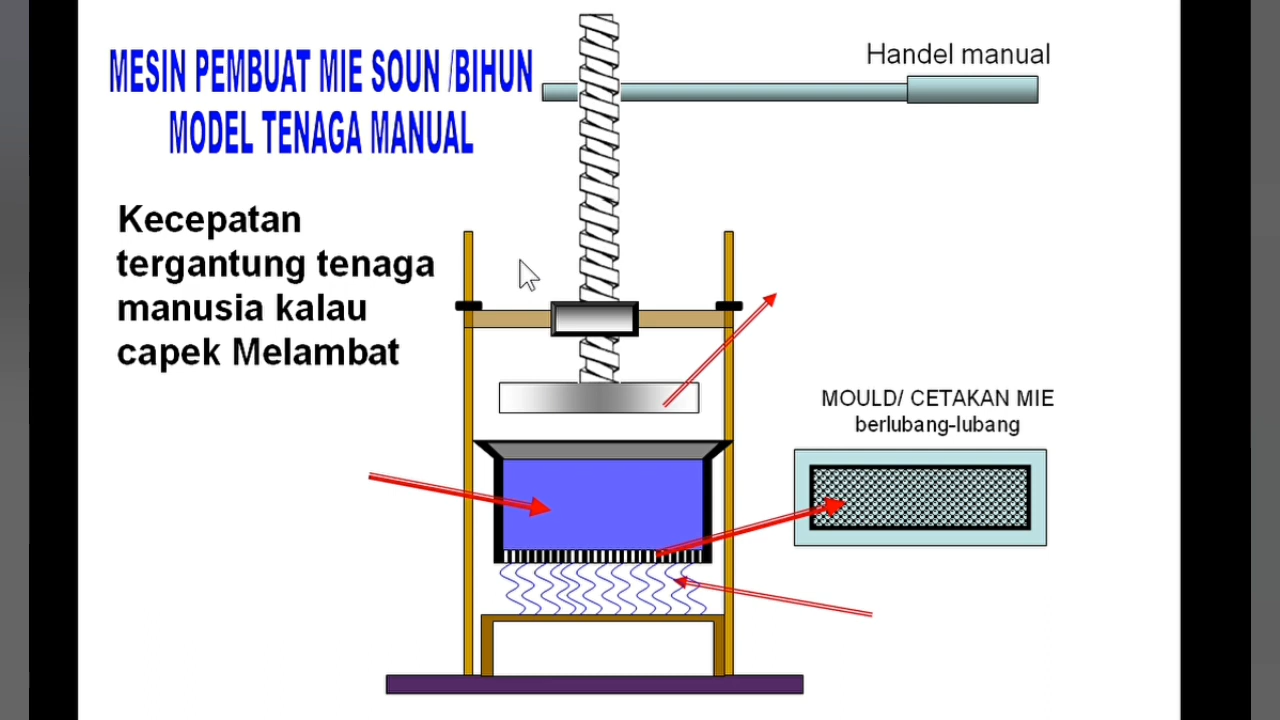 MESIN PEMBUAT MIE SOUN /BIHUN
MODEL TENAGA MANUAL
Handel manual
Kecepatan
tergantung tenaga
manusia kalau
capek Melambat
MOULD/ CETAKAN MIE
berlubang-lubang